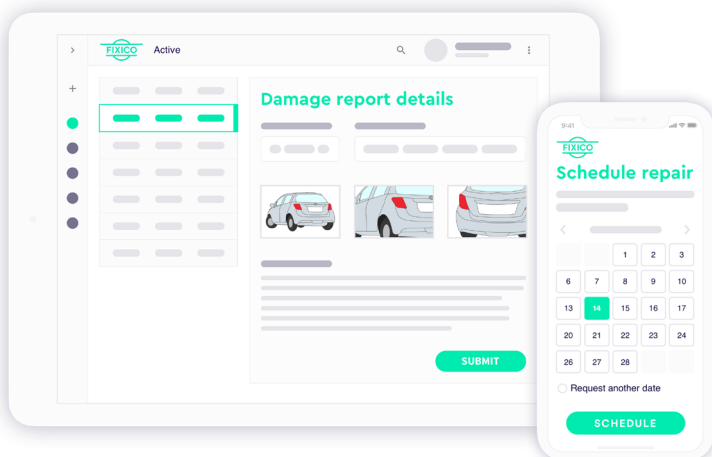 FIXICO
Active
Damage report details
SUBMIT
9:41
FIXICO
Schedule repair
1 2 3
6 7 8 9 10
13 14 15 16 17
20 21 22 23 24
26 27 28
Request another date
SCHEDULE